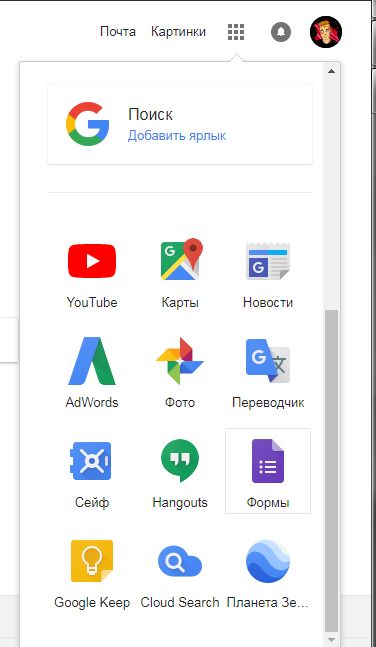 Почта Картинки
Поиск
Добавить ярлык
YouTube Карты Новости
AdWords Фото Переводчик
Сейф Hangouts Формы
Google Keep Cloud Search Планета Зе...